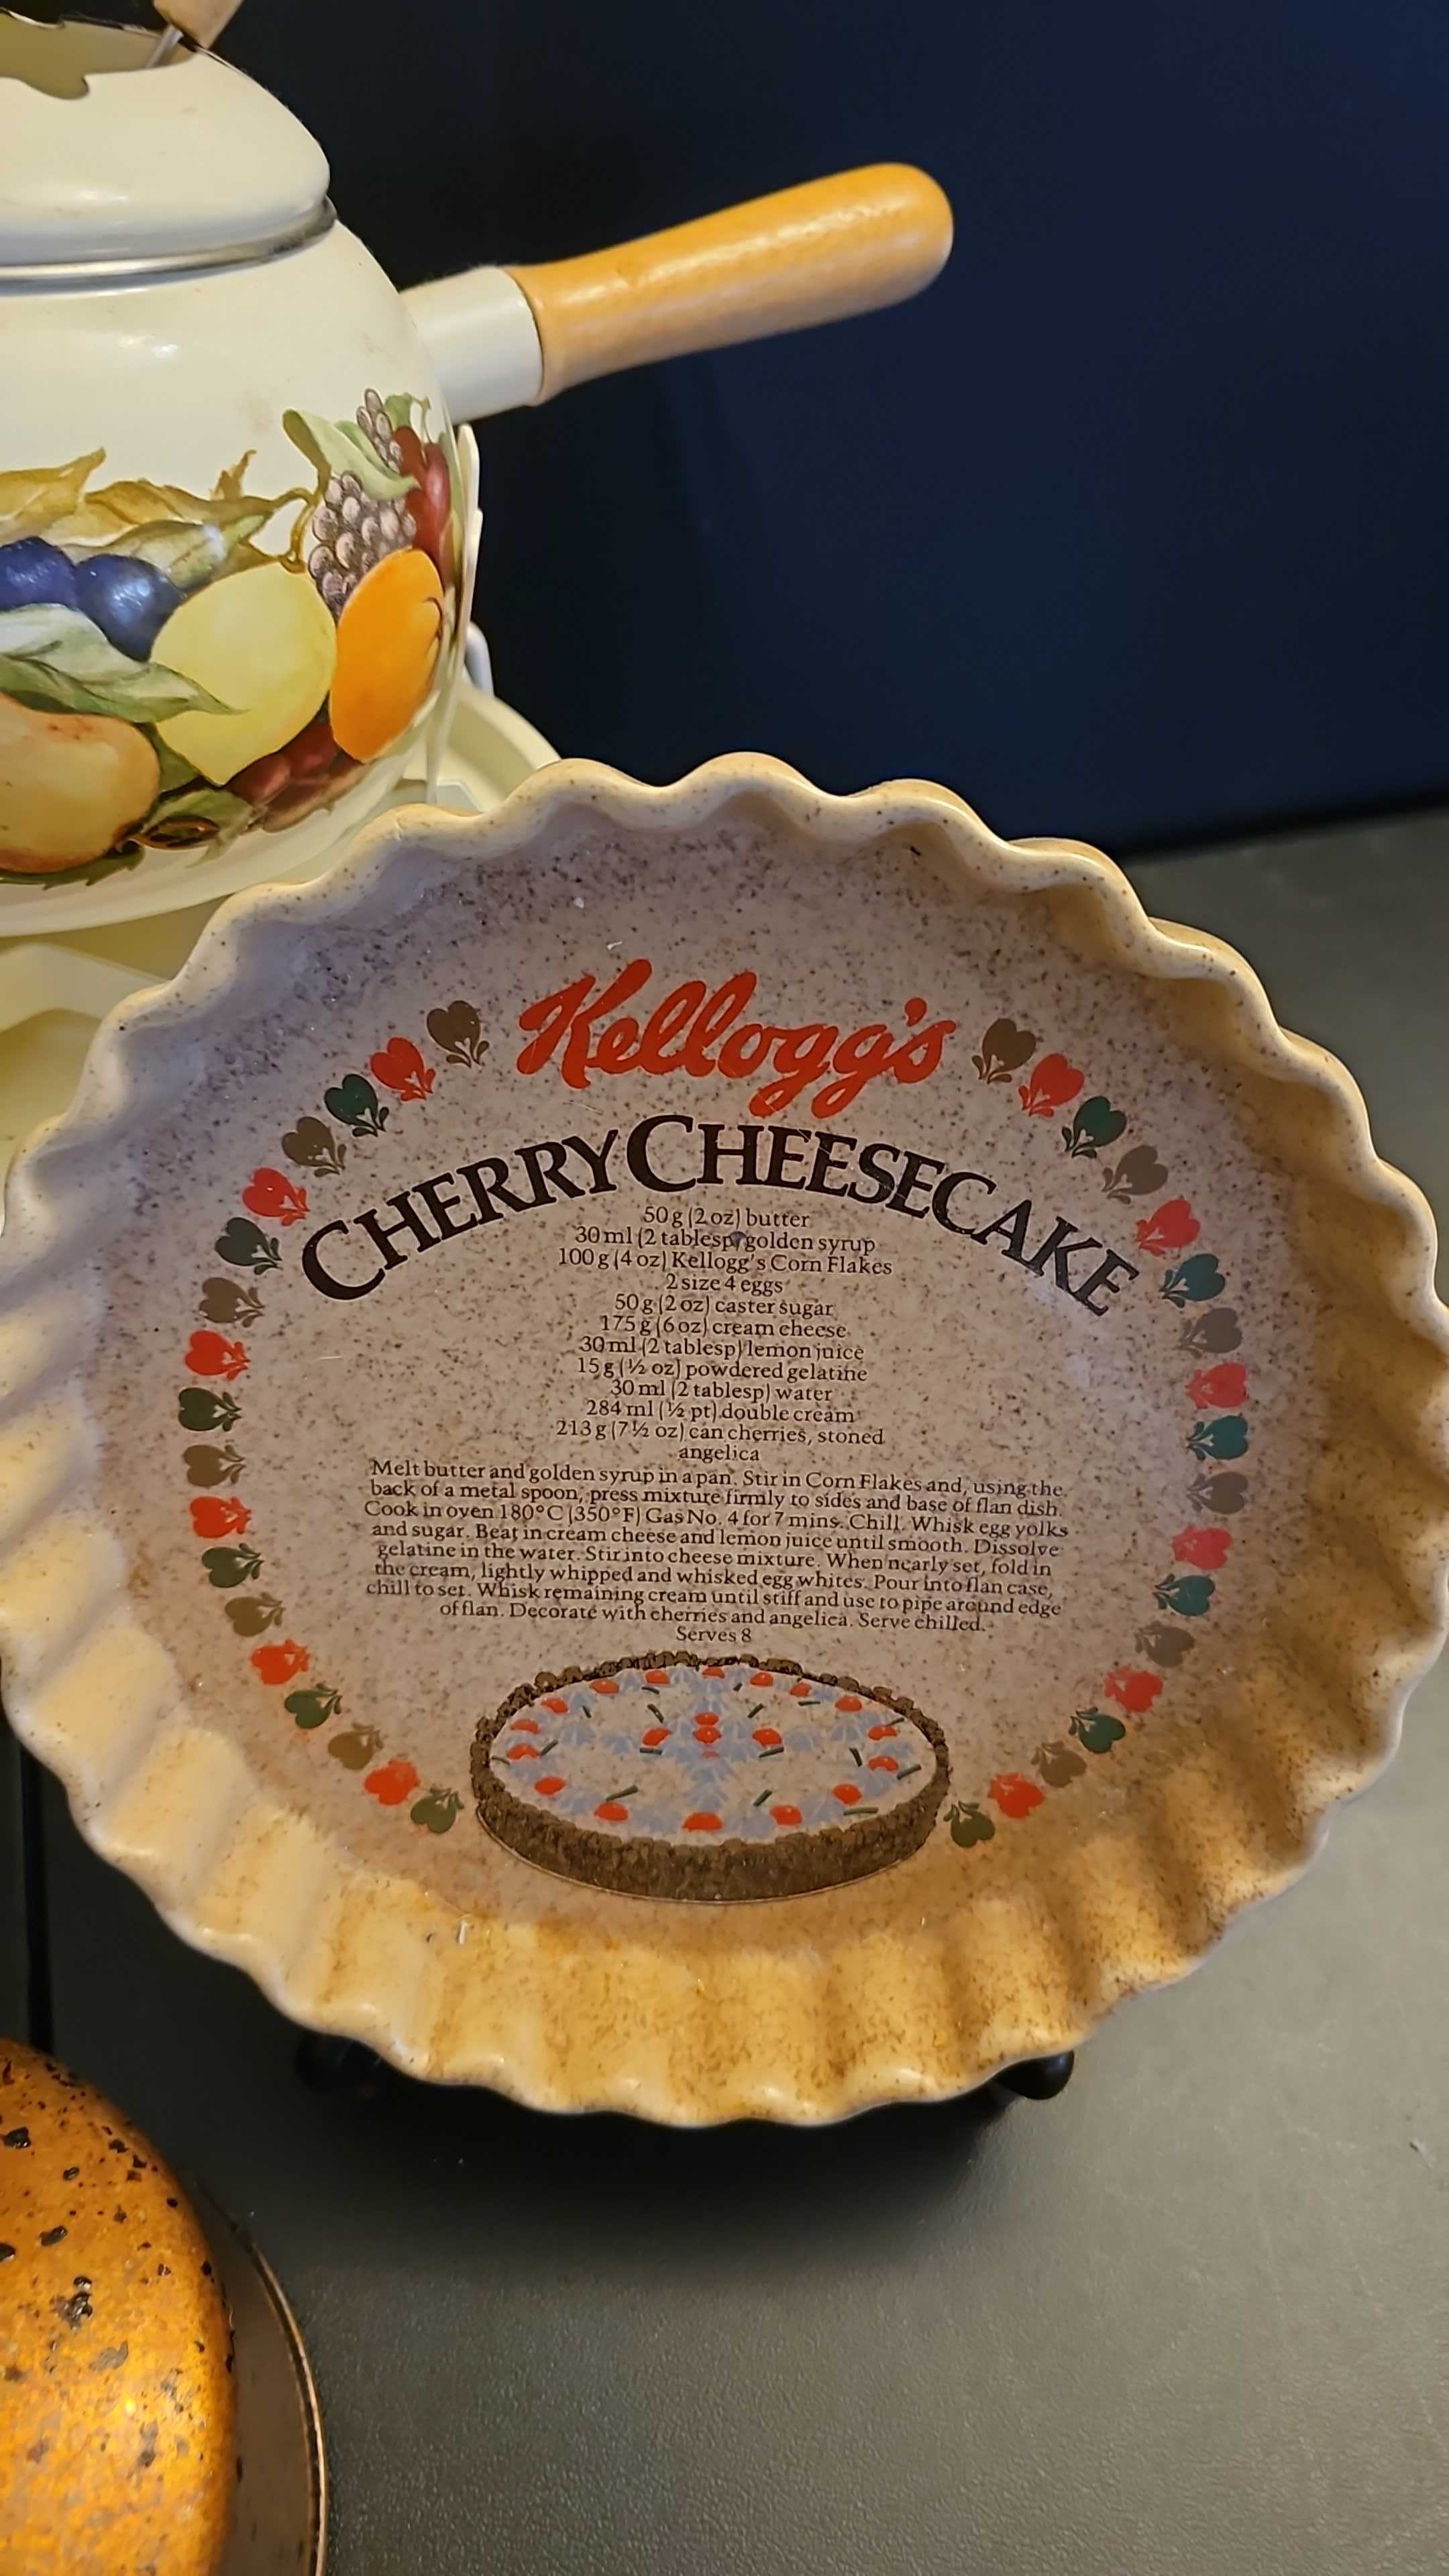 Kellogg's
CHERRY CHEESECAKE
50g (2 oz) butter
30ml (2 tablesp) golden syrup
100g (4 oz) Kellogg's Corn Flakes
2 size 4 eggs
50g (2 oz) caster sugar
175g (6 oz) cream cheese
30ml (2 tablesp) lemon juice
15g (½ oz) powdered gelatine
30ml (2 tablesp) water
284ml (½ pt) double cream
213g (7½ oz) can cherries, stoned
angelica
Melt butter and golden syrup in a pan. Stir in Corn Flakes and, using the
back of a metal spoon, press mixture firmly to sides and base of flan dish.
Cook in oven 180°C (350°F) Gas No. 4 for 7 mins. Chill. Whisk egg yolks
and sugar. Beat in cream cheese and lemon juice until smooth. Dissolve
gelatine in the water. Stir into cheese mixture. When nearly set, fold in
the cream, lightly whipped and whisked egg whites. Pour into flan case,
chill to set. Whisk remaining cream until stiff and use to pipe around edge
of flan. Decorate with cherries and angelica. Serve chilled.
Serves 8